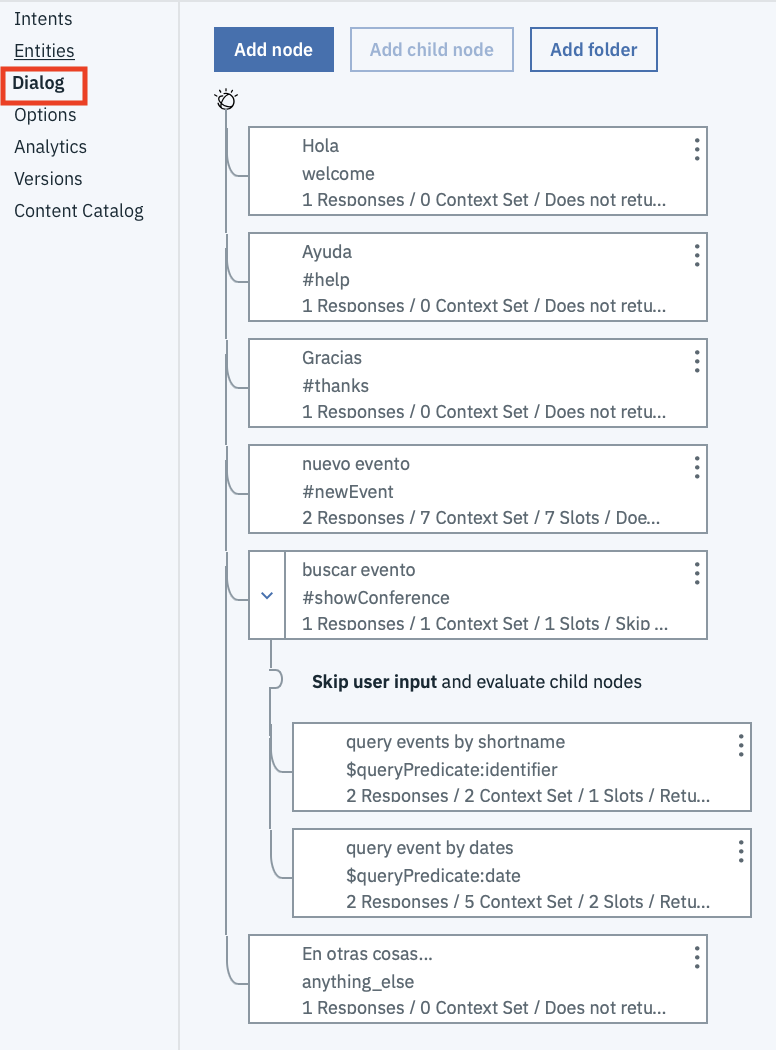 Intents
Entities
Dialog
Options
Analytics
Versions
Content Catalog
Add node
Add child node
Add folder
Hola
welcome
1 Responses / 0 Context Set / Does not retu...
Ayuda
#help
1 Responses / 0 Context Set / Does not retu...
Gracias
#thanks
1 Responses / 0 Context Set / Does not retu...
nuevo evento
#newEvent
2 Responses / 7 Context Set / 7 Slots / Doe...
buscar evento
#showConference
1 Responses / 1 Context Set / 1 Slots / Skip ...
Skip user input and evaluate child nodes
query events by shortname
$queryPredicate:identifier
2 Responses / 2 Context Set / 1 Slots / Retu...
query event by dates
$queryPredicate:date
2 Responses / 5 Context Set / 2 Slots / Retu...
En otras cosas...
anything_else
1 Responses / 0 Context Set / Does not retu...